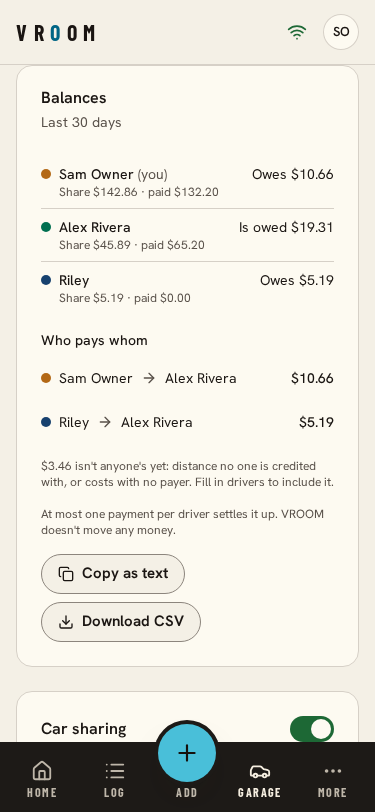 VROOM
SO
Balances
Last 30 days
Sam Owner (you) Owes $10.66
Share $142.86 · paid $132.20
Alex Rivera Is owed $19.31
Share $45.89 · paid $65.20
Riley Owes $5.19
Share $5.19 · paid $0.00
Who pays whom
Sam Owner → Alex Rivera $10.66
Riley → Alex Rivera $5.19
$3.46 isn't anyone's yet: distance no one is credited
with, or costs with no payer. Fill in drivers to include it.
At most one payment per driver settles it up. VROOM
doesn't move any money.
Copy as text
Download CSV
Car sharing
HOME LOG ADD GARAGE MORE